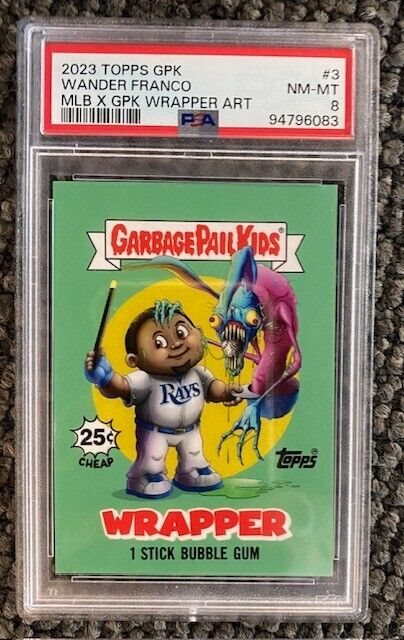 2023 TOPPS GPK #3
WANDER FRANCO NM-MT
MLB X GPK WRAPPER ART 8
PSA 94796083
GARBAGE PAIL KIDS®
RAYS
25¢
CHEAP
topps®
WRAPPER
1 STICK BUBBLE GUM